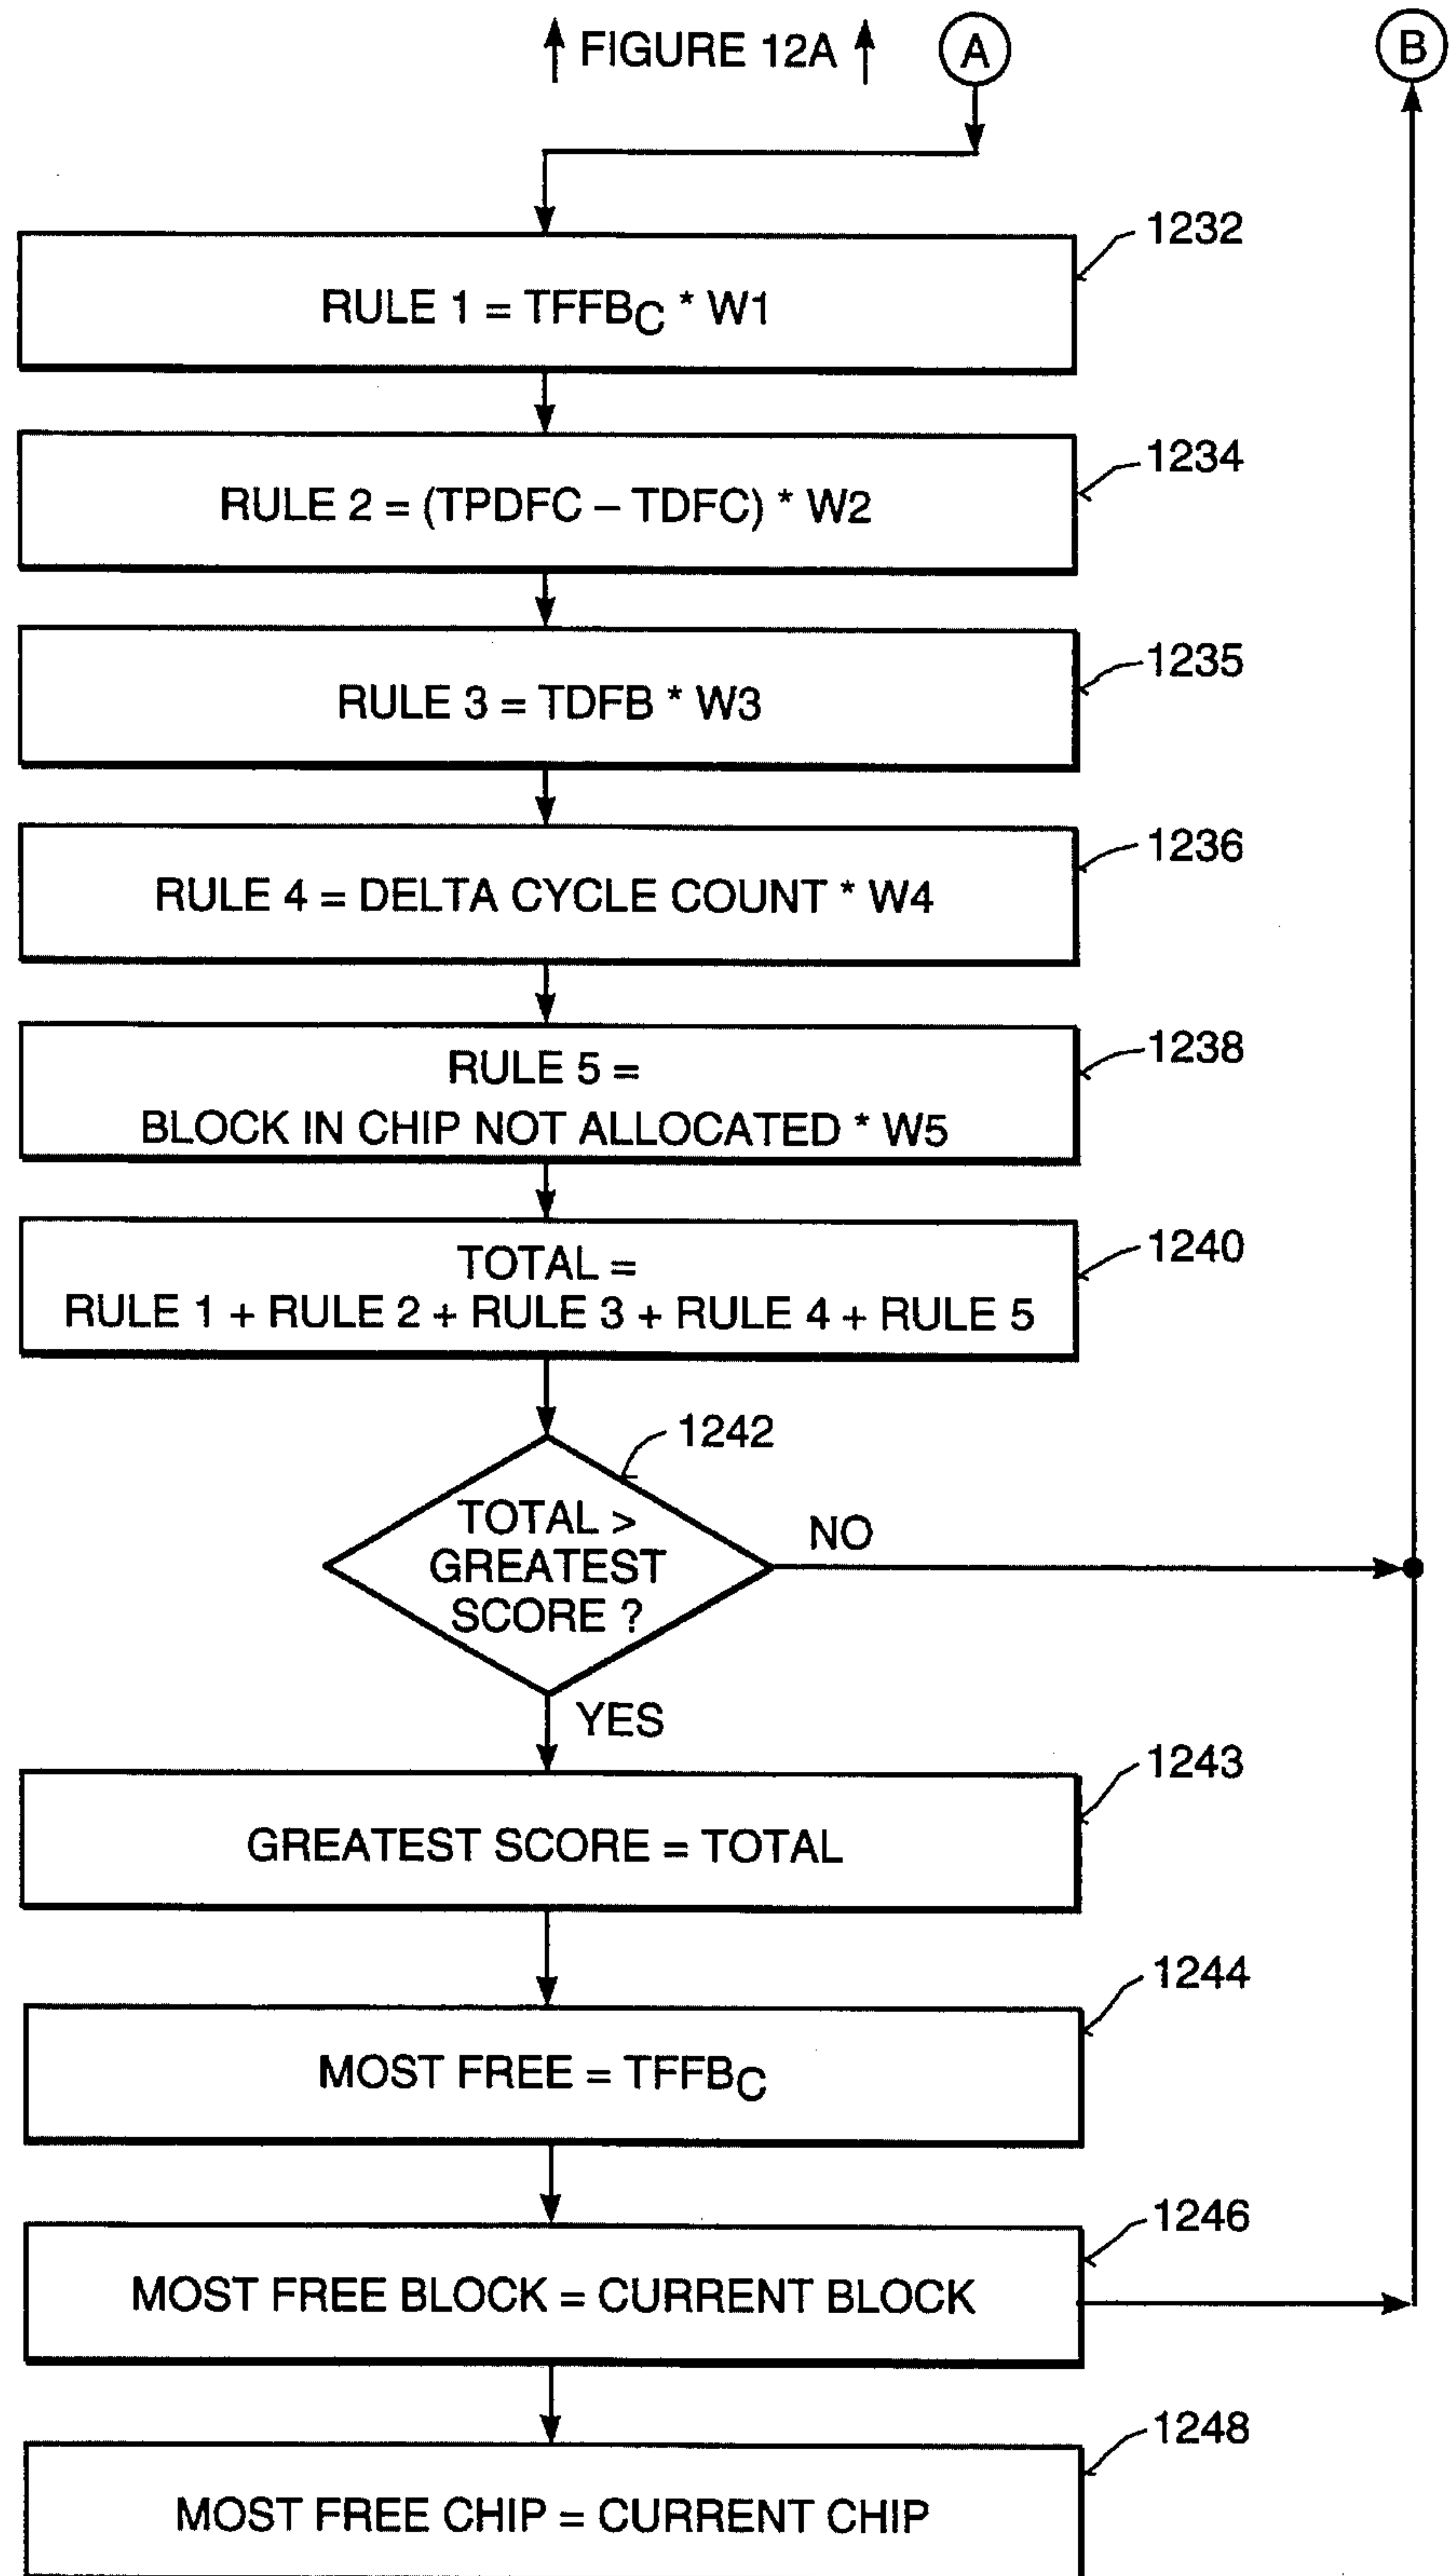 FIGURE 12A
A
B
1232
RULE 1 = TFFBC * W1
1234
RULE 2 = (TPDFC – TDFC) * W2
1235
RULE 3 = TDFB * W3
1236
RULE 4 = DELTA CYCLE COUNT * W4
1238
RULE 5 =
BLOCK IN CHIP NOT ALLOCATED * W5
1240
TOTAL =
RULE 1 + RULE 2 + RULE 3 + RULE 4 + RULE 5
1242
TOTAL >
GREATEST
SCORE ?
NO
YES
1243
GREATEST SCORE = TOTAL
1244
MOST FREE = TFFBC
1246
MOST FREE BLOCK = CURRENT BLOCK
1248
MOST FREE CHIP = CURRENT CHIP